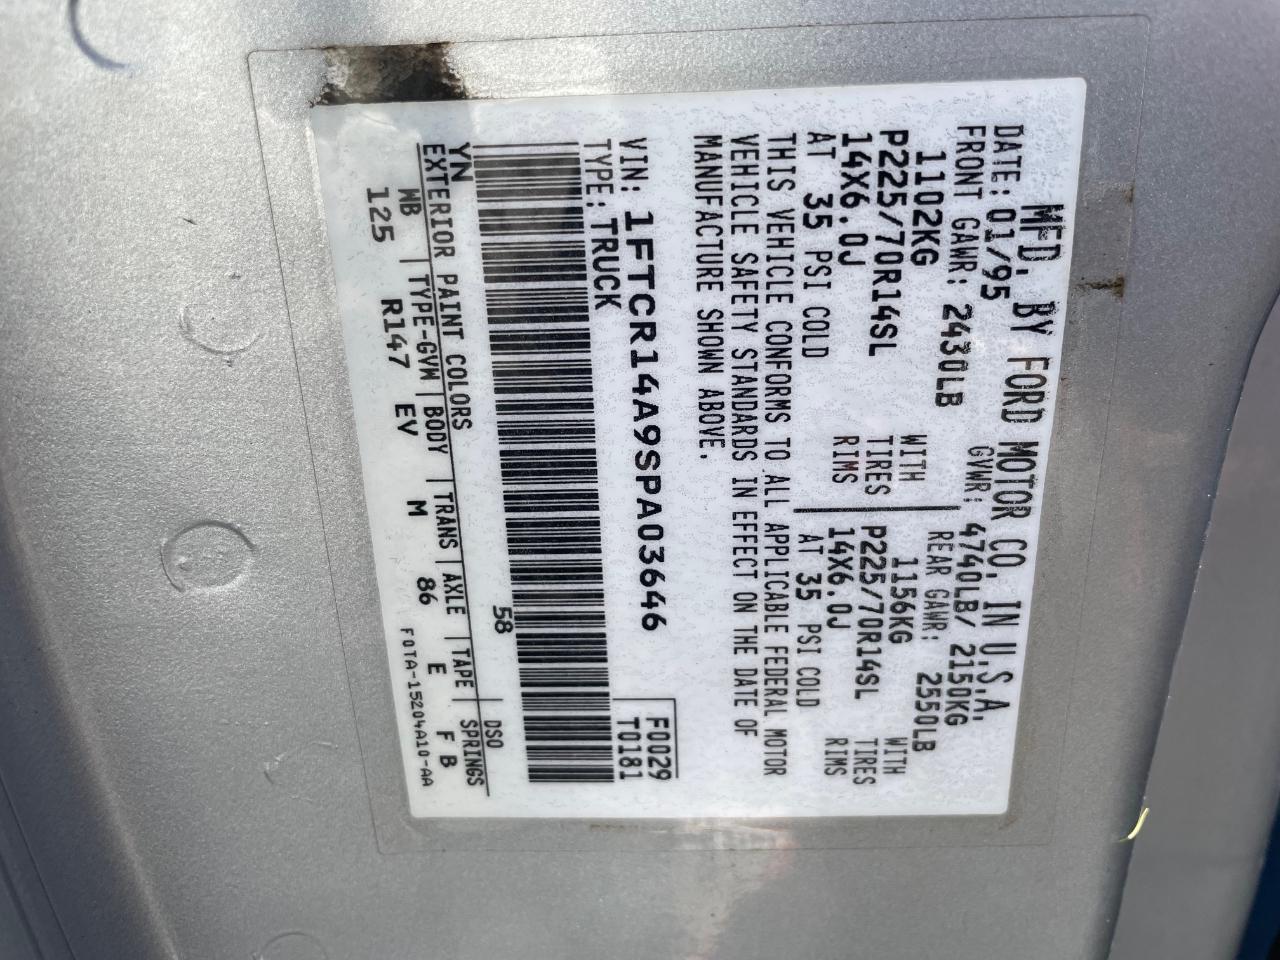 MFD. BY FORD MOTOR CO. IN U.S.A.
DATE: 01/95 GVWR: 4740LB/ 2150KG
FRONT GAWR: 2430LB REAR GAWR: 2550LB
1102KG WITH 1156KG WITH
P225/70R14SL TIRES P225/70R14SL TIRES
14X6.0J RIMS 14X6.0J RIMS
AT 35 PSI COLD AT 35 PSI COLD
THIS VEHICLE CONFORMS TO ALL APPLICABLE FEDERAL MOTOR
VEHICLE SAFETY STANDARDS IN EFFECT ON THE DATE OF
MANUFACTURE SHOWN ABOVE.
VIN: 1FTCR14A9SPA03646 F0029
TYPE: TRUCK T0181
YN 58 DSO
EXTERIOR PAINT COLORS
WB TYPE-GVW BODY TRANS AXLE TAPE SPRINGS
125 R147 EV M 86 E F B
F0TA-15204A10-AA